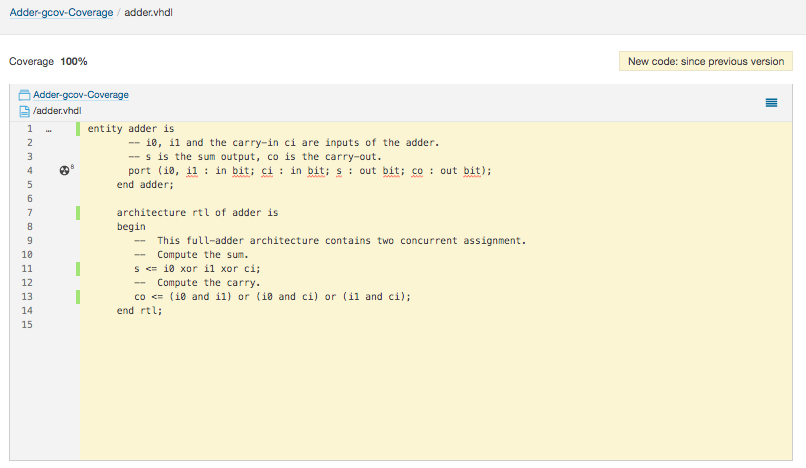 Adder-gcov-Coverage / adder.vhdl
Coverage 100%
New code: since previous version
Adder-gcov-Coverage
/adder.vhdl
1 … entity adder is
2 -- i0, i1 and the carry-in ci are inputs of the adder.
3 -- s is the sum output, co is the carry-out.
4 8 port (i0, i1 : in bit; ci : in bit; s : out bit; co : out bit);
5 end adder;
6
7 architecture rtl of adder is
8 begin
9 -- This full-adder architecture contains two concurrent assignment.
10 -- Compute the sum.
11 s <= i0 xor i1 xor ci;
12 -- Compute the carry.
13 co <= (i0 and i1) or (i0 and ci) or (i1 and ci);
14 end rtl;
15